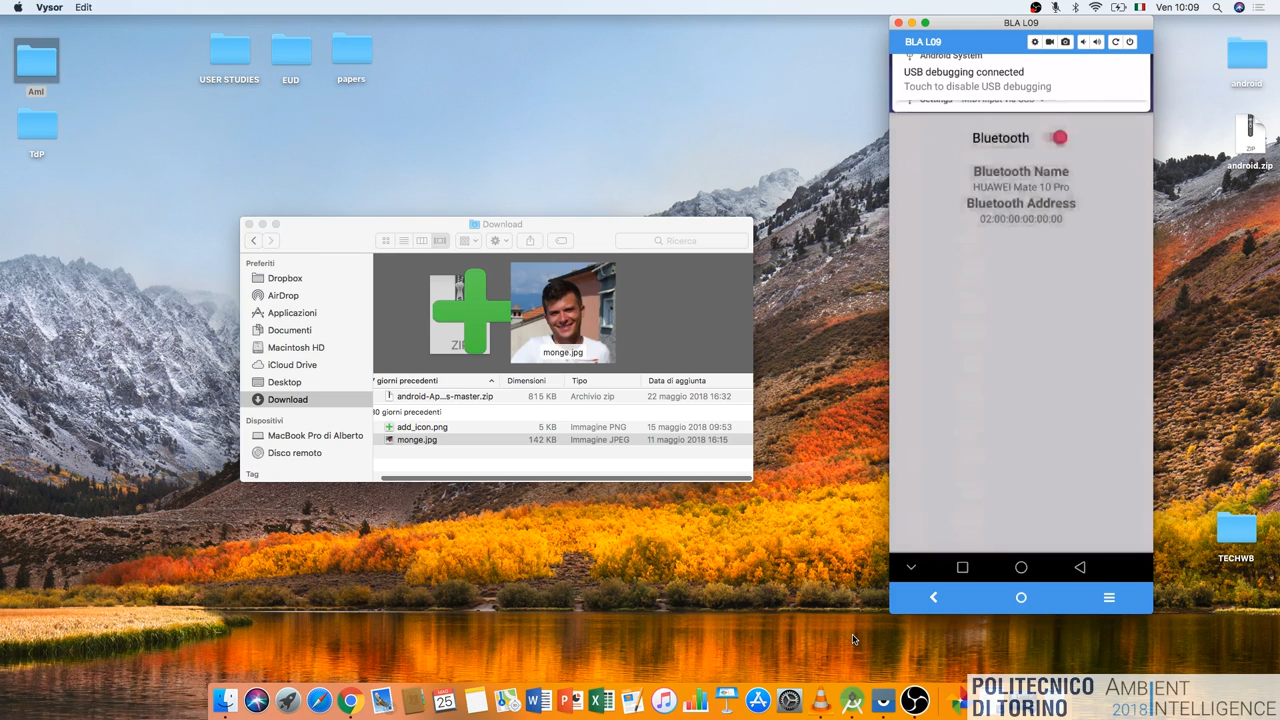 Vysor Edit
Ven 10:09
AmI
TdP
USER STUDIES
EUD
papers
android
ZIP
android.zip
TECHWB
Download
Ricerca
Preferiti
Dropbox
AirDrop
Applicazioni
Documenti
Macintosh HD
iCloud Drive
Desktop
Download
Dispositivi
MacBook Pro di Alberto
Disco remoto
Tag
monge.jpg
7 giorni precedenti Dimensioni Tipo Data di aggiunta
android-Ap...s-master.zip 815 KB Archivio zip 22 maggio 2018 16:32
30 giorni precedenti
add_icon.png 5 KB Immagine PNG 15 maggio 2018 09:53
monge.jpg 142 KB Immagine JPEG 11 maggio 2018 16:15
BLA L09
BLA L09
Android System
USB debugging connected
Touch to disable USB debugging
Bluetooth
Bluetooth Name
HUAWEI Mate 10 Pro
Bluetooth Address
02:00:00:00:00:00
25
POLITECNICO
DI TORINO
AMBIENT
2018 INTELLIGENCE